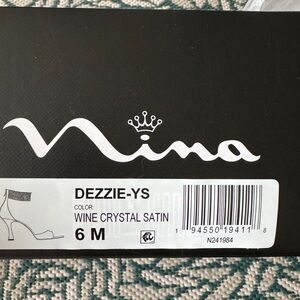 Nina
DEZZIE-YS
COLOR:
WINE CRYSTAL SATIN
6 M
1 94550 19411 8
N241984